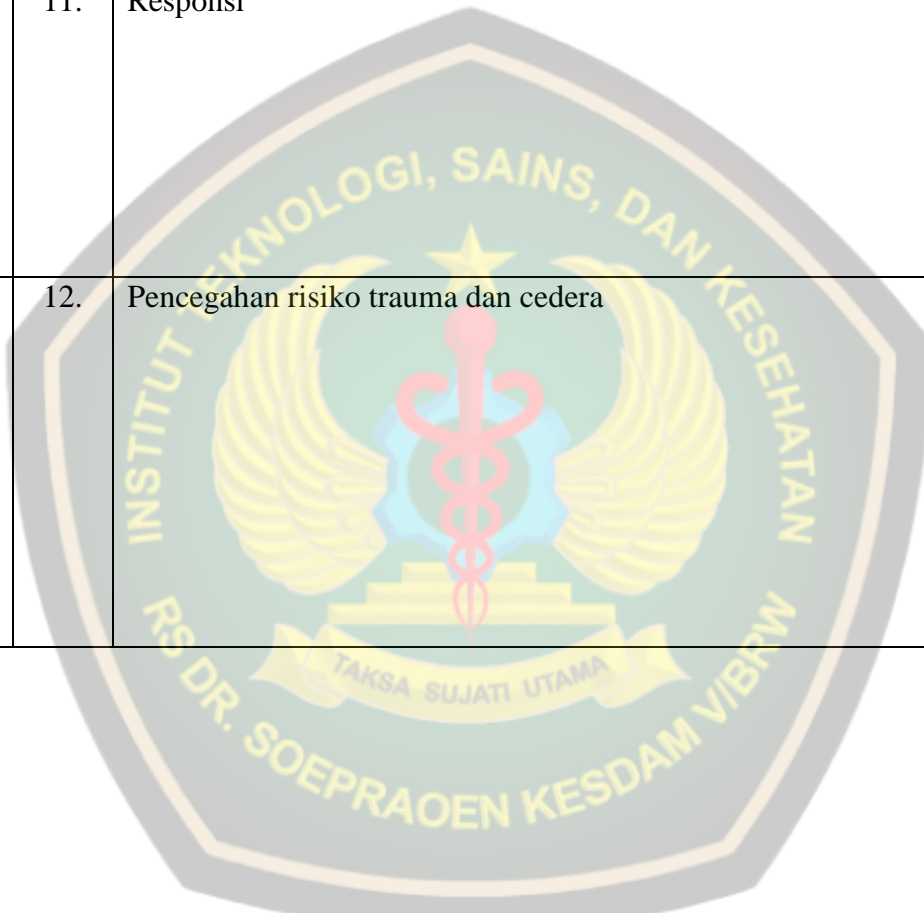 11. Responsi
12. Pencegahan risiko trauma dan cedera
INSTITUT TEKNOLOGI, SAINS, DAN KESEHATAN
TAKSA SUJATI UTAMA
RS DR. SOEPRAOEN KESDAM V/BRW